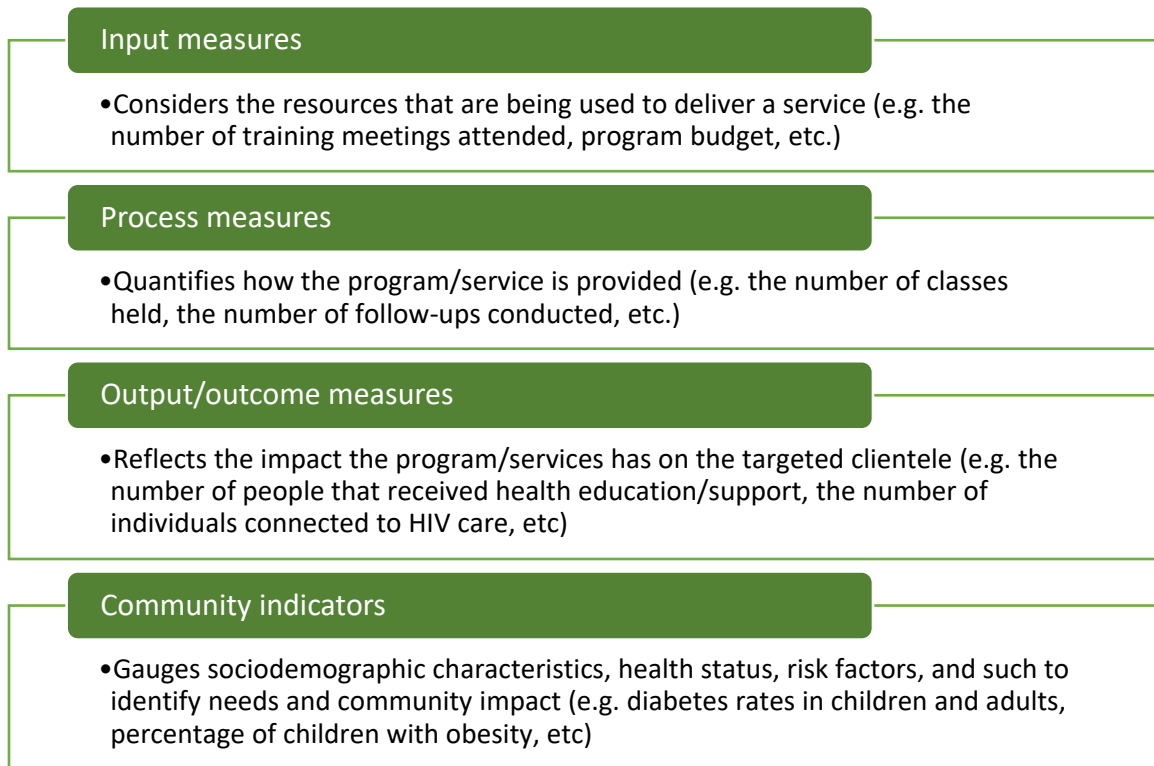 Input measures
•Considers the resources that are being used to deliver a service (e.g. the
number of training meetings attended, program budget, etc.)
Process measures
•Quantifies how the program/service is provided (e.g. the number of classes
held, the number of follow-ups conducted, etc.)
Output/outcome measures
•Reflects the impact the program/services has on the targeted clientele (e.g. the
number of people that received health education/support, the number of
individuals connected to HIV care, etc)
Community indicators
•Gauges sociodemographic characteristics, health status, risk factors, and such to
identify needs and community impact (e.g. diabetes rates in children and adults,
percentage of children with obesity, etc)